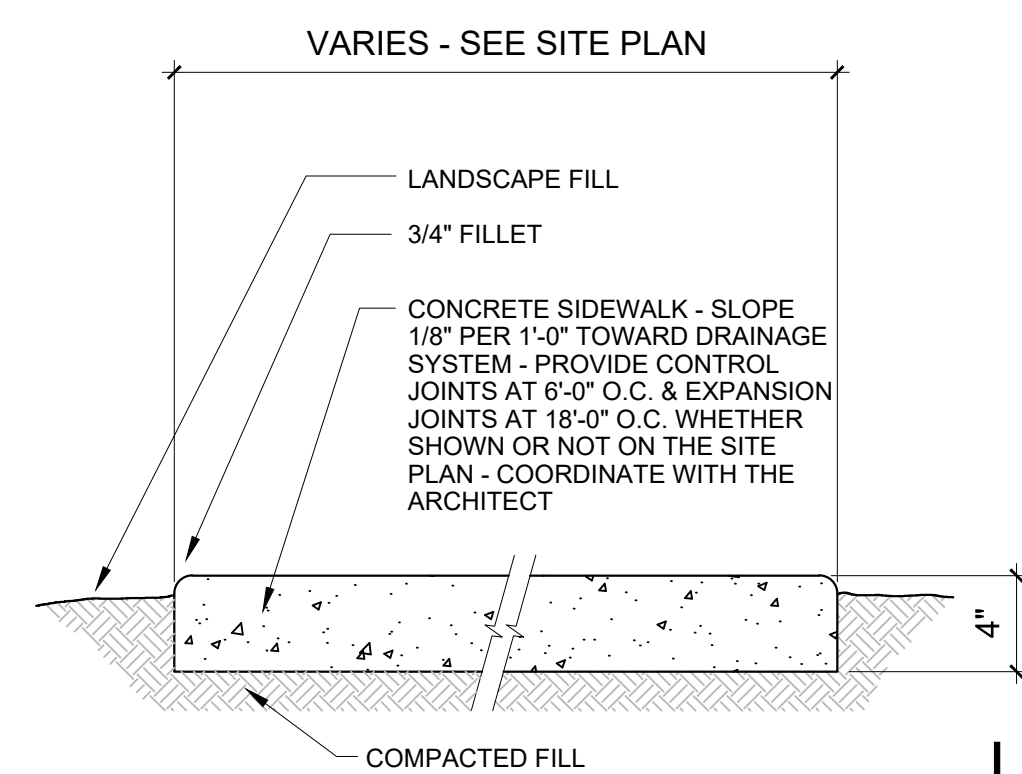 VARIES - SEE SITE PLAN
LANDSCAPE FILL
3/4" FILLET
CONCRETE SIDEWALK - SLOPE
1/8" PER 1'-0" TOWARD DRAINAGE
SYSTEM - PROVIDE CONTROL
JOINTS AT 6'-0" O.C. & EXPANSION
JOINTS AT 18'-0" O.C. WHETHER
SHOWN OR NOT ON THE SITE
PLAN - COORDINATE WITH THE
ARCHITECT
4"
COMPACTED FILL